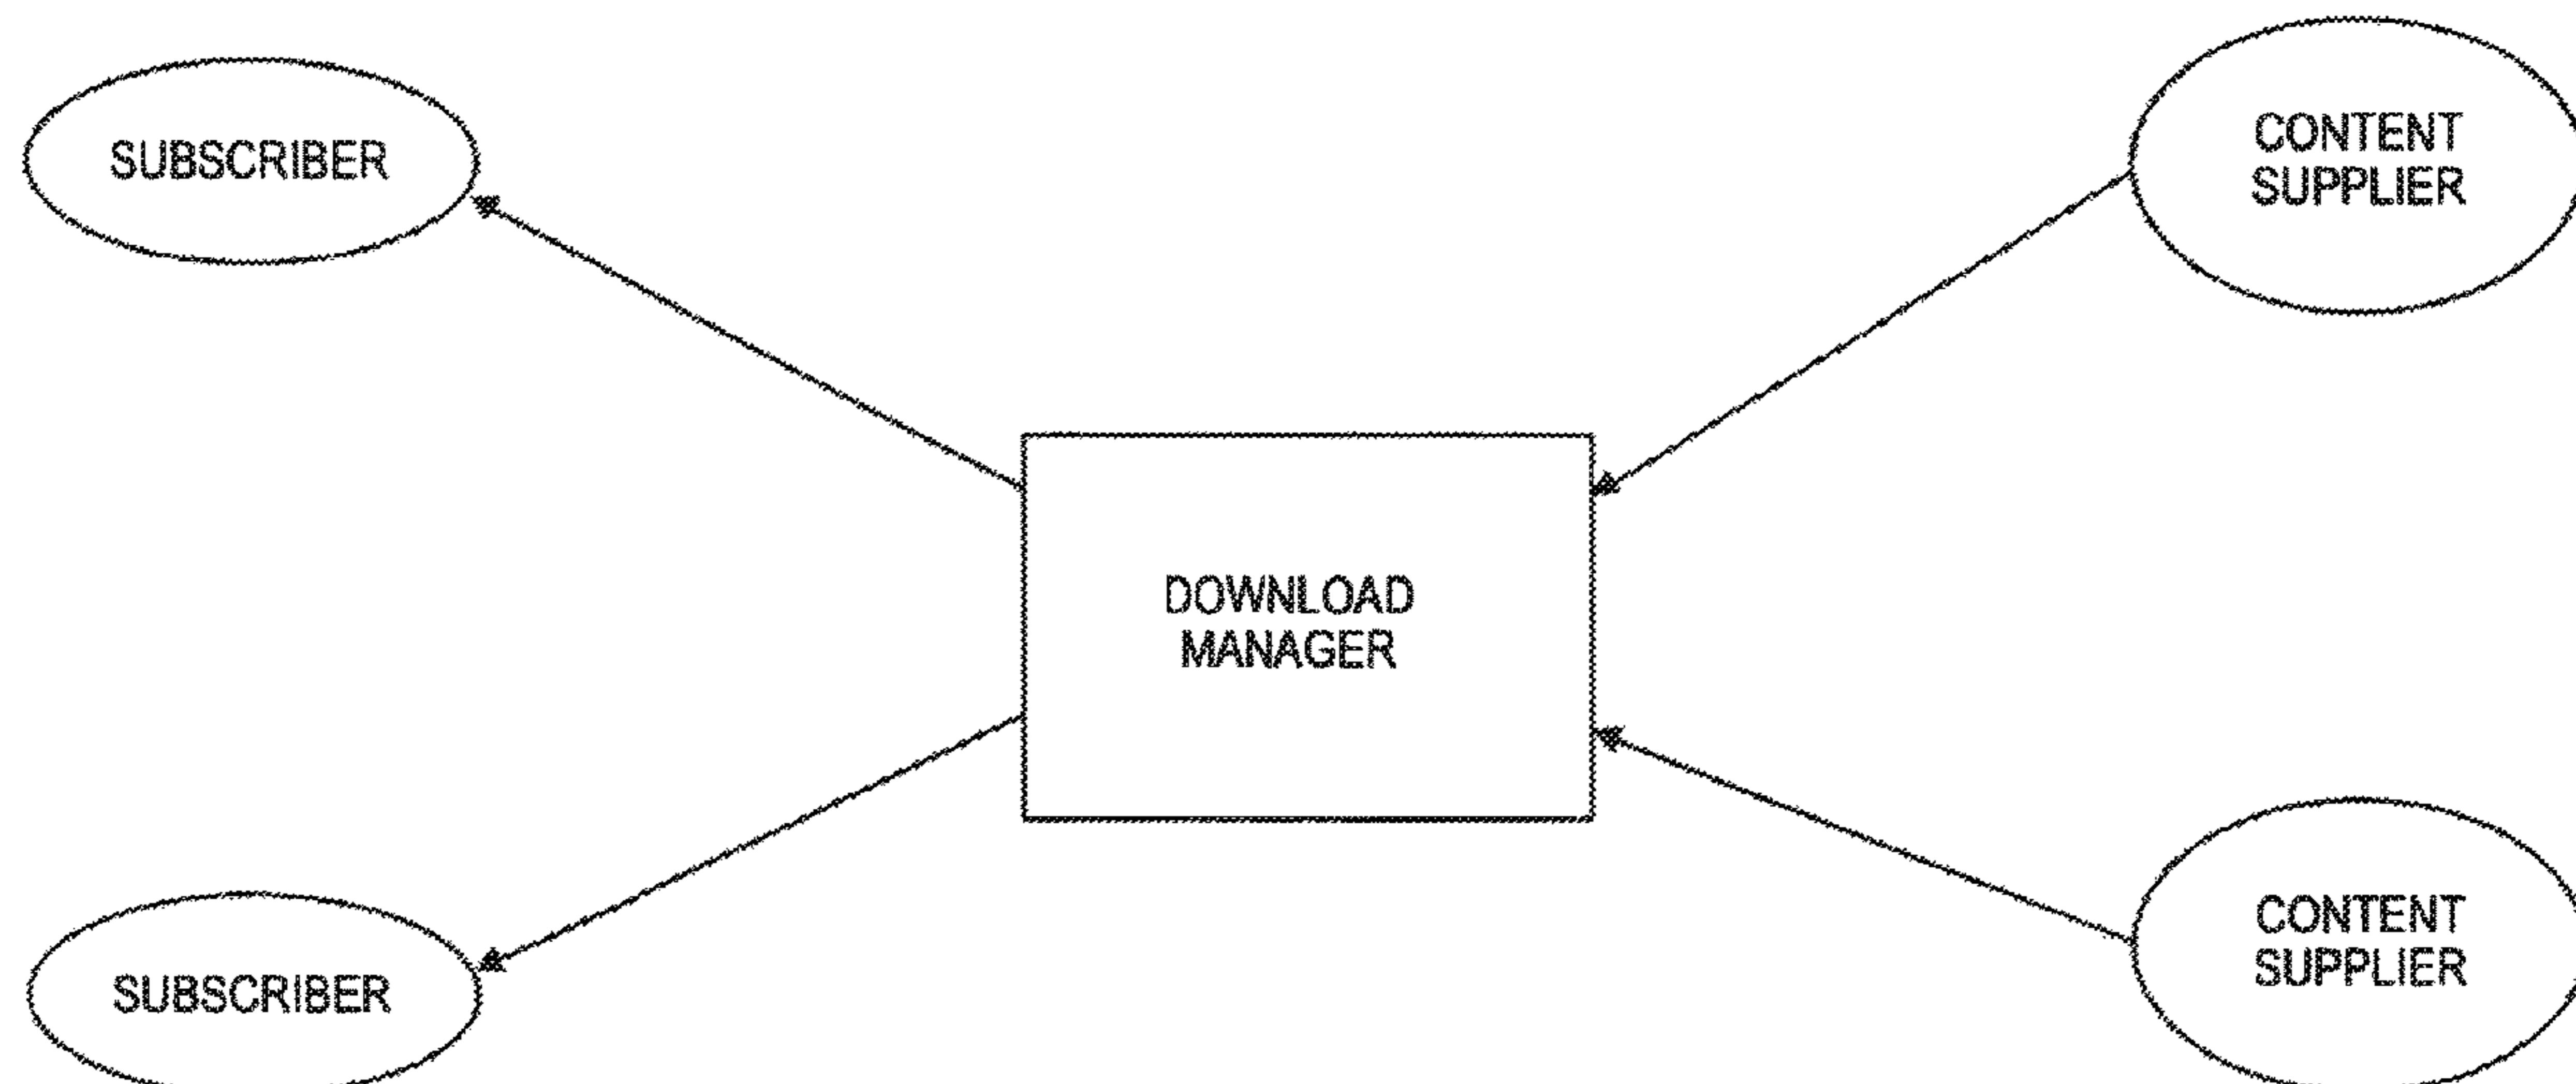 SUBSCRIBER
CONTENT
SUPPLIER
DOWNLOAD
MANAGER
SUBSCRIBER
CONTENT
SUPPLIER